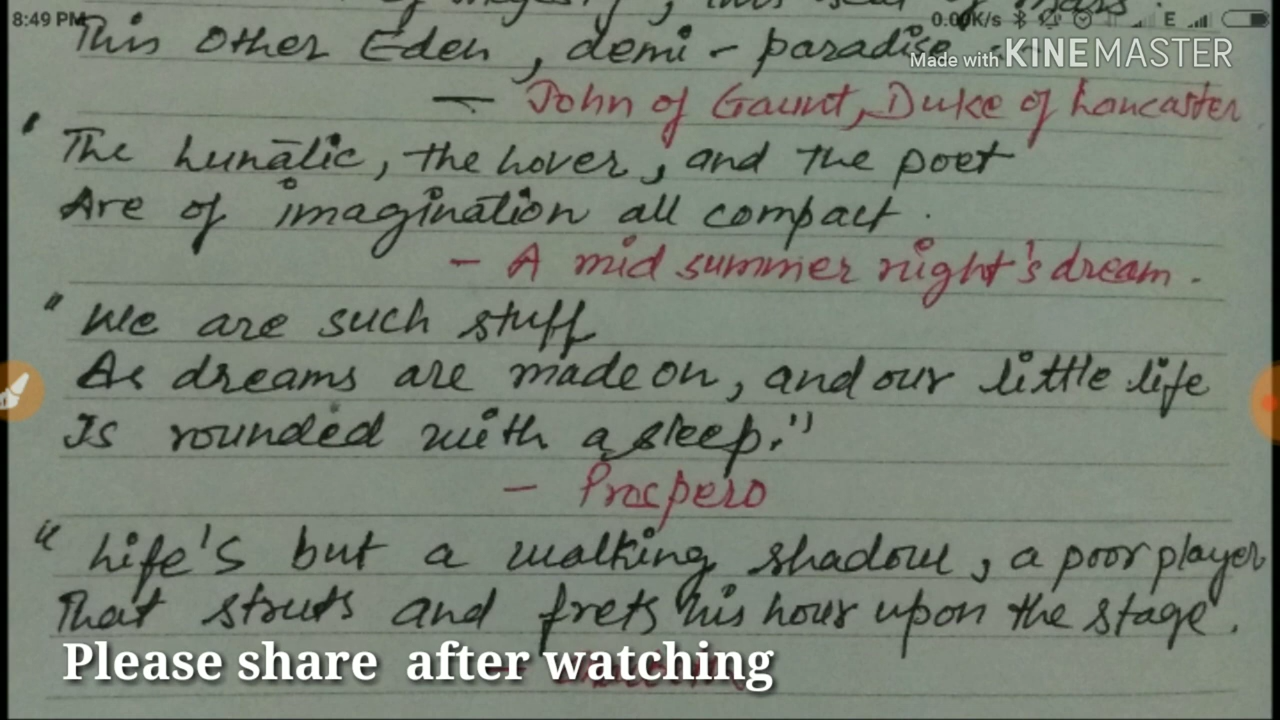 8:49 PM
0.00K/s
E
This Other Eden, demi-paradise
Made with KINEMASTER
— John of Gaunt, Duke of Lancaster
' The Lunatic, the Lover, and the poet
Are of imagination all compact.
- A mid summer night's dream.
" We are such stuff
As dreams are made on, and our little life
Is rounded with a sleep."
- Prospero
" Life's but a walking shadow, a poor player
That struts and frets his hour upon the stage.
Please share after watching